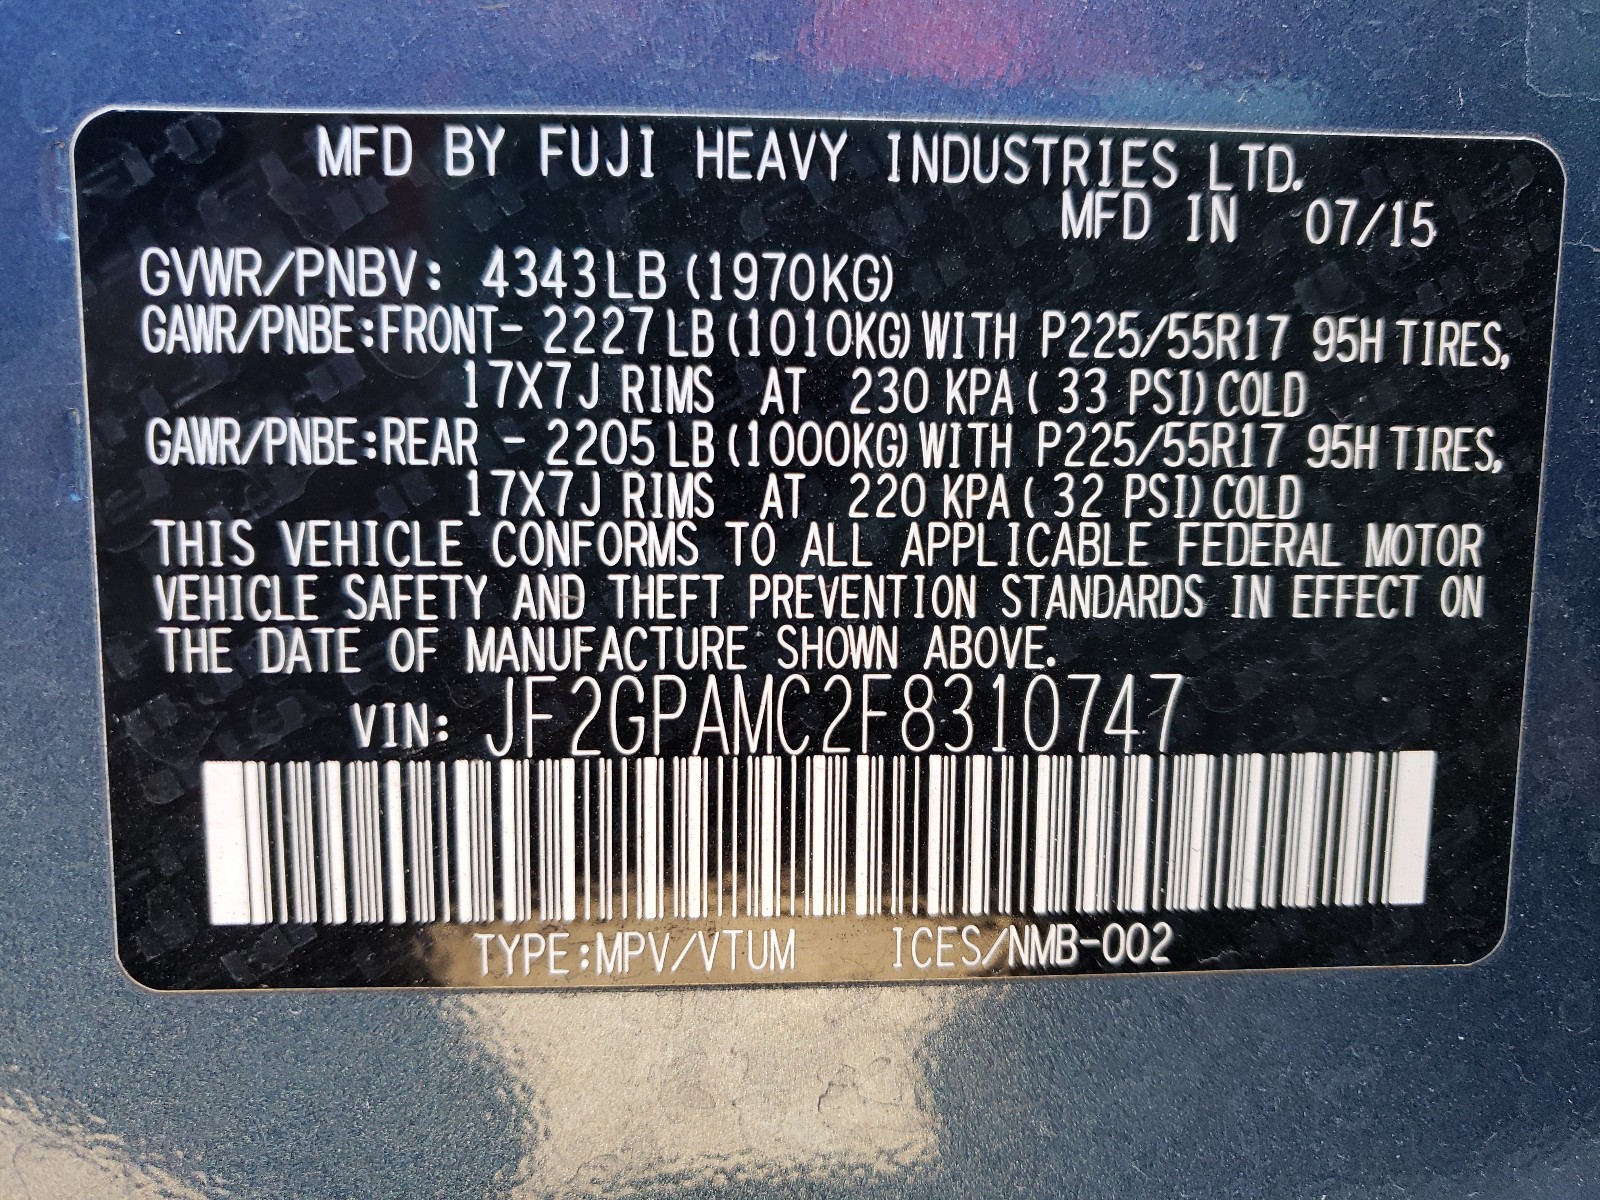 MFD BY FUJI HEAVY INDUSTRIES LTD.
MFD IN 07/15
GVWR/PNBV: 4343LB (1970KG)
GAWR/PNBE:FRONT- 2227LB (1010KG) WITH P225/55R17 95H TIRES,
17X7J RIMS AT 230 KPA ( 33 PSI) COLD
GAWR/PNBE:REAR - 2205LB (1000KG) WITH P225/55R17 95H TIRES,
17X7J RIMS AT 220 KPA ( 32 PSI) COLD
THIS VEHICLE CONFORMS TO ALL APPLICABLE FEDERAL MOTOR
VEHICLE SAFETY AND THEFT PREVENTION STANDARDS IN EFFECT ON
THE DATE OF MANUFACTURE SHOWN ABOVE.
VIN: JF2GPAMC2F8310747
TYPE:MPV/VTUM ICES/NMB-002